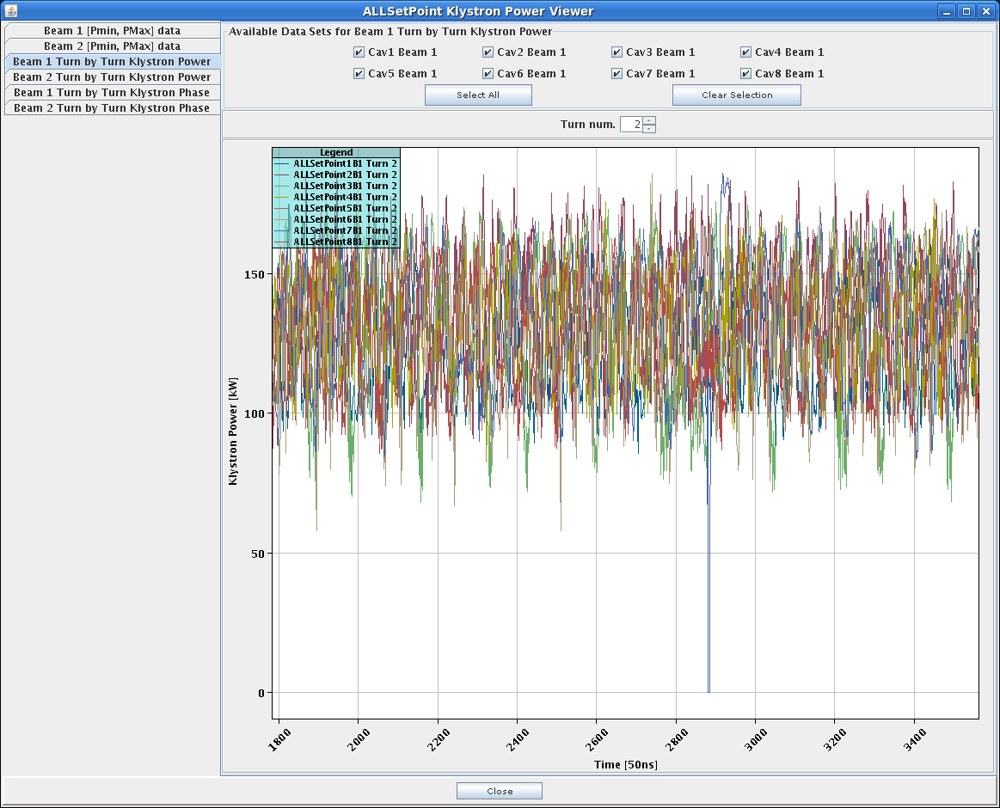 ALLSetPoint Klystron Power Viewer
Beam 1 [Pmin, PMax] data
Beam 2 [Pmin, PMax] data
Beam 1 Turn by Turn Klystron Power
Beam 2 Turn by Turn Klystron Power
Beam 1 Turn by Turn Klystron Phase
Beam 2 Turn by Turn Klystron Phase
Available Data Sets for Beam 1 Turn by Turn Klystron Power
Cav1 Beam 1 Cav2 Beam 1 Cav3 Beam 1 Cav4 Beam 1
Cav5 Beam 1 Cav6 Beam 1 Cav7 Beam 1 Cav8 Beam 1
Select All Clear Selection
Turn num. 2
Legend
ALLSetPoint1B1 Turn 2
ALLSetPoint2B1 Turn 2
ALLSetPoint3B1 Turn 2
ALLSetPoint4B1 Turn 2
ALLSetPoint5B1 Turn 2
ALLSetPoint6B1 Turn 2
ALLSetPoint7B1 Turn 2
ALLSetPoint8B1 Turn 2
150
100
50
0
Klystron Power [kW]
1800 2000 2200 2400 2600 2800 3000 3200 3400
Time [50ns]
Close